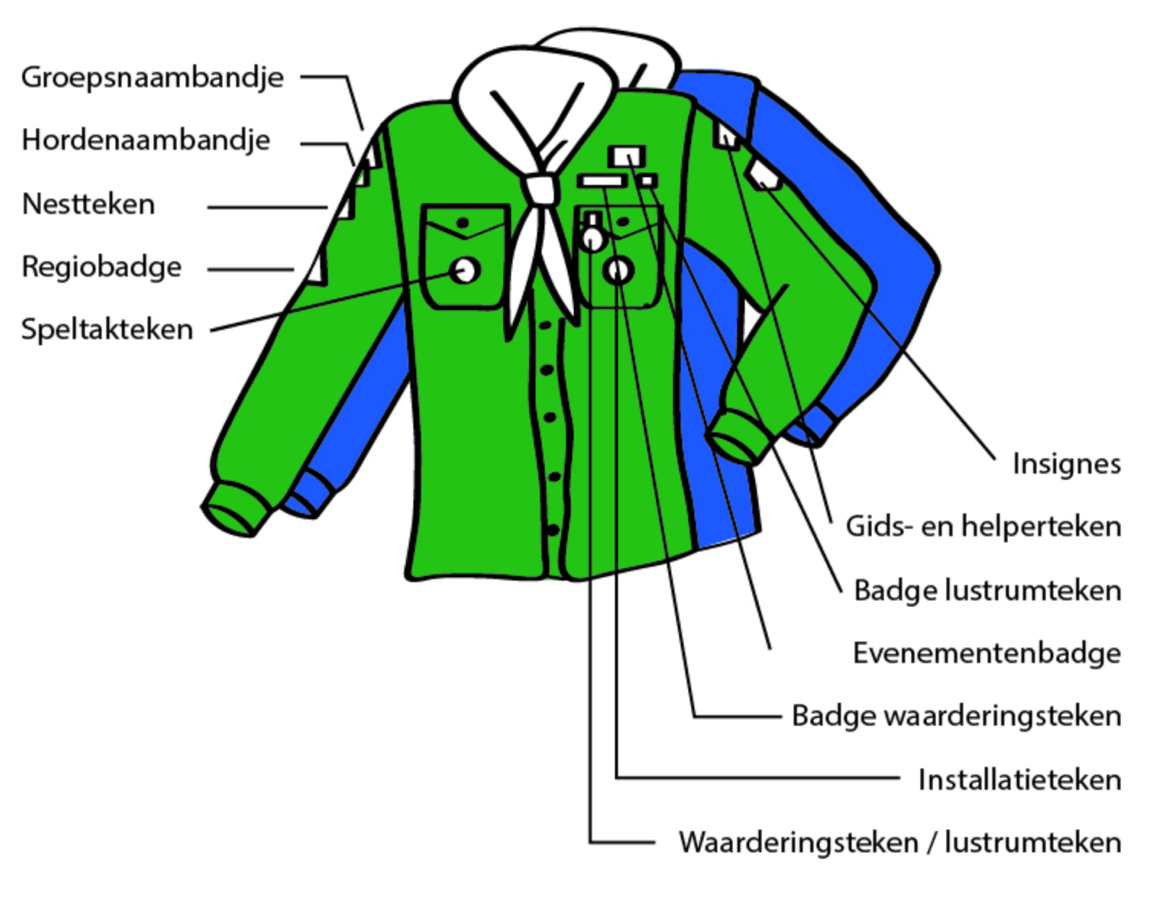 Groepsnaambandje
Hordenaambandje
Nestteken
Regiobadge
Speltakteken
Insignes
Gids- en helperteken
Badge lustrumteken
Evenementenbadge
Badge waarderingsteken
Installatieteken
Waarderingsteken / lustrumteken